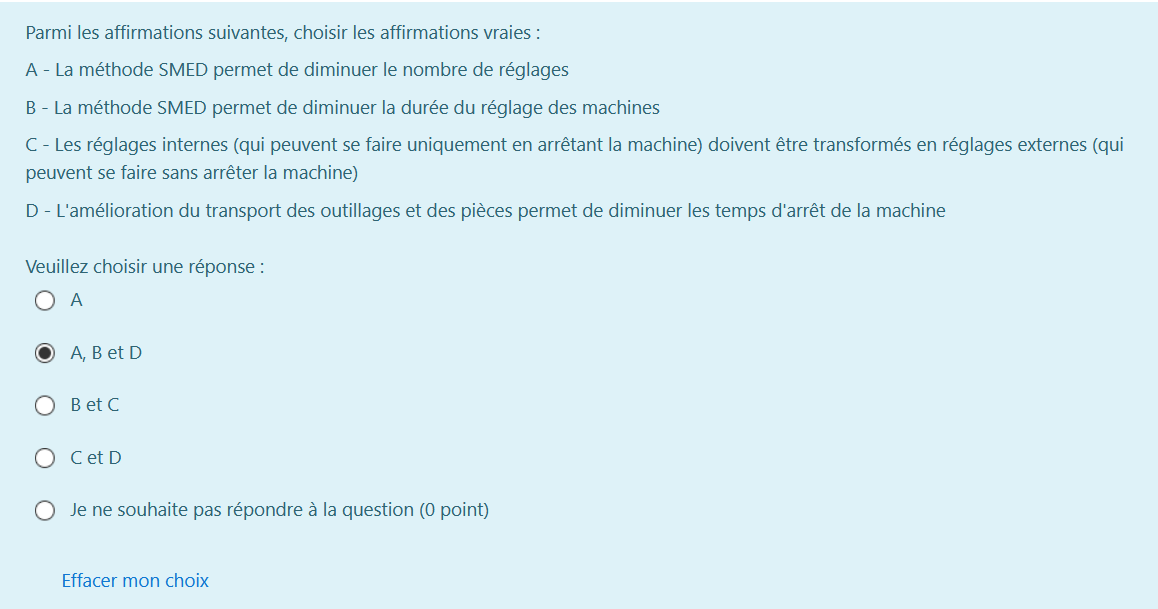 Parmi les affirmations suivantes, choisir les affirmations vraies :
A - La méthode SMED permet de diminuer le nombre de réglages
B - La méthode SMED permet de diminuer la durée du réglage des machines
C - Les réglages internes (qui peuvent se faire uniquement en arrêtant la machine) doivent être transformés en réglages externes (qui
peuvent se faire sans arrêter la machine)
D - L'amélioration du transport des outillages et des pièces permet de diminuer les temps d'arrêt de la machine
Veuillez choisir une réponse :
A
A, B et D
B et C
C et D
Je ne souhaite pas répondre à la question (0 point)
Effacer mon choix